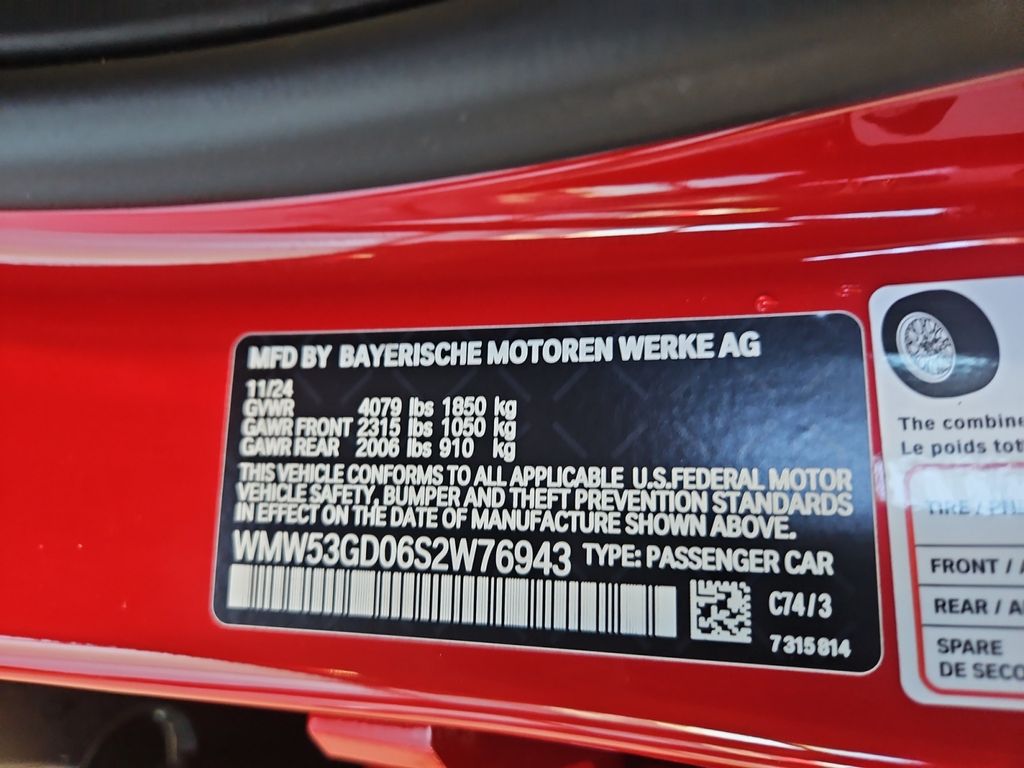 MFD BY BAYERISCHE MOTOREN WERKE AG
11/24
GVWR 4079 lbs 1850 kg
GAWR FRONT 2315 lbs 1050 kg
GAWR REAR 2006 lbs 910 kg
THIS VEHICLE CONFORMS TO ALL APPLICABLE U.S.FEDERAL MOTOR
VEHICLE SAFETY, BUMPER AND THEFT PREVENTION STANDARDS
IN EFFECT ON THE DATE OF MANUFACTURE SHOWN ABOVE.
WMW53GD06S2W76943 TYPE: PASSENGER CAR
C74/3
7315814
The combine
Le poids tot
TIRE / PN
FRONT / A
REAR / A
SPARE
DE SECO